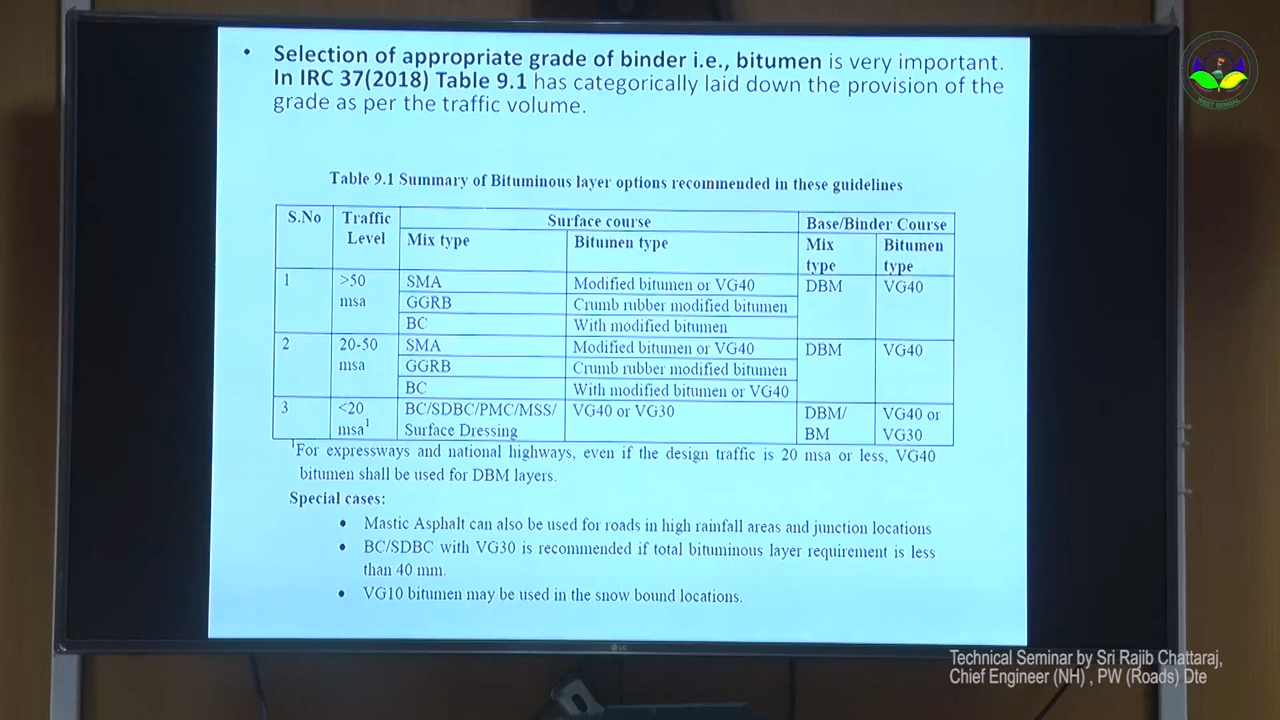 • Selection of appropriate grade of binder i.e., bitumen is very important.
In IRC 37(2018) Table 9.1 has categorically laid down the provision of the
grade as per the traffic volume.
Table 9.1 Summary of Bituminous layer options recommended in these guidelines
S.No Traffic Level Surface course Base/Binder Course
Mix type Bitumen type Mix type Bitumen type
1 >50 msa SMA Modified bitumen or VG40 DBM VG40
GGRB Crumb rubber modified bitumen
BC With modified bitumen
2 20-50 msa SMA Modified bitumen or VG40 DBM VG40
GGRB Crumb rubber modified bitumen
BC With modified bitumen or VG40
3 <20 msa¹ BC/SDBC/PMC/MSS/ VG40 or VG30 DBM/ VG40 or
Surface Dressing BM VG30
¹For expressways and national highways, even if the design traffic is 20 msa or less, VG40
bitumen shall be used for DBM layers.
Special cases:
• Mastic Asphalt can also be used for roads in high rainfall areas and junction locations
• BC/SDBC with VG30 is recommended if total bituminous layer requirement is less
than 40 mm.
• VG10 bitumen may be used in the snow bound locations.
LG
WEST BENGAL
Technical Seminar by Sri Rajib Chattaraj,
Chief Engineer (NH) , PW (Roads) Dte